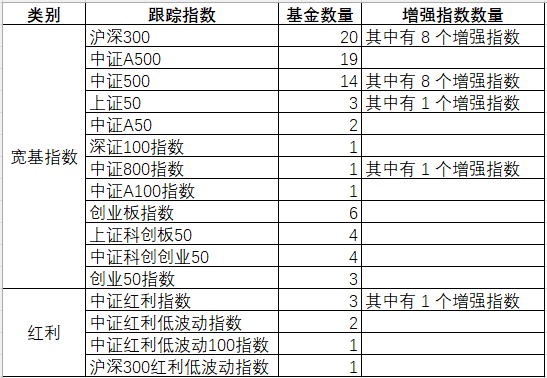 类别 跟踪指数 基金数量 增强指数数量
沪深300 20 其中有 8 个增强指数
中证A500 19
中证500 14 其中有 8 个增强指数
上证50 3 其中有 1 个增强指数
中证A50 2
深证100指数 1
宽基指数 中证800指数 1 其中有 1 个增强指数
中证A100指数 1
创业板指数 6
上证科创板50 4
中证科创创业50 4
创业50指数 3
中证红利指数 3 其中有 1 个增强指数
红利 中证红利低波动指数 2
中证红利低波动100指数 1
沪深300红利低波动指数 1